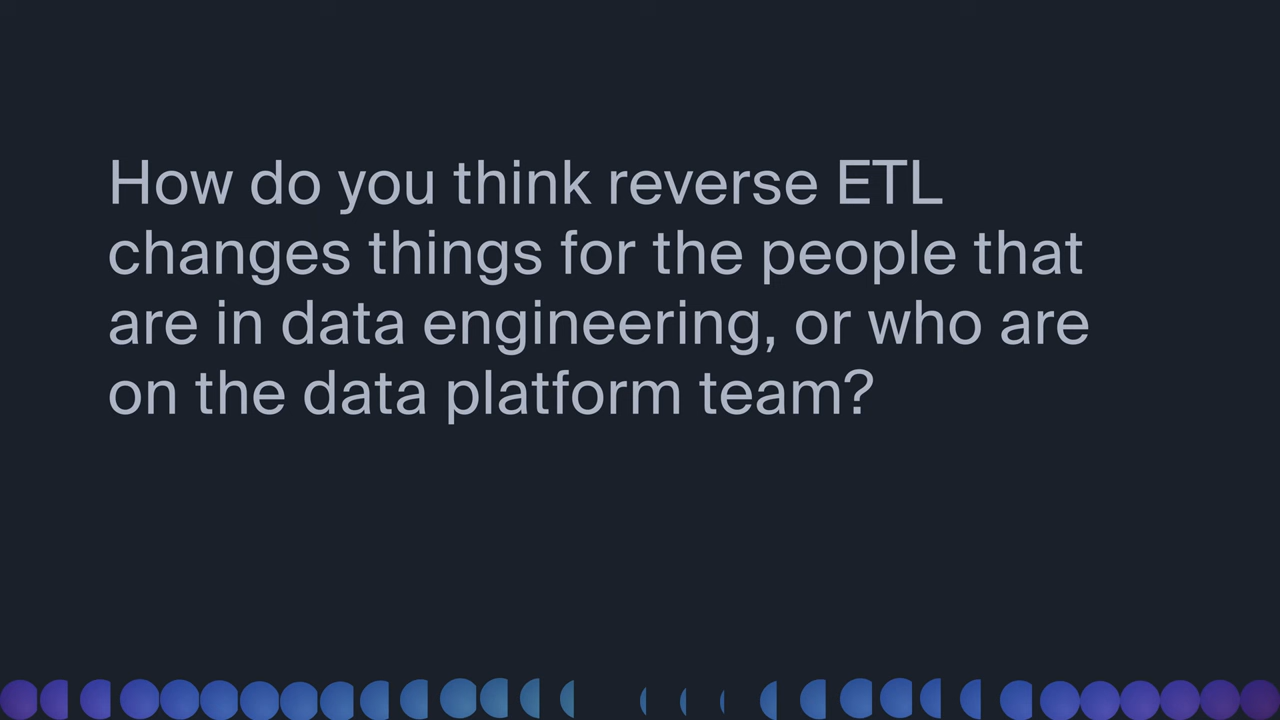 How do you think reverse ETL
changes things for the people that
are in data engineering, or who are
on the data platform team?